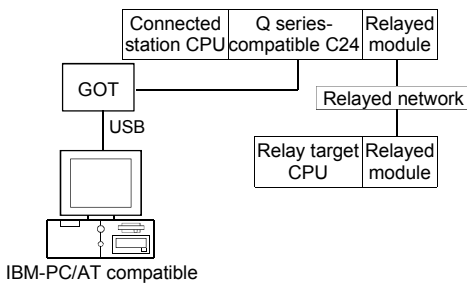 Connected
station CPU
Q series-
compatible C24
Relayed
module
GOT
Relayed network
USB
Relay target
CPU
Relayed
module
IBM-PC/AT compatible